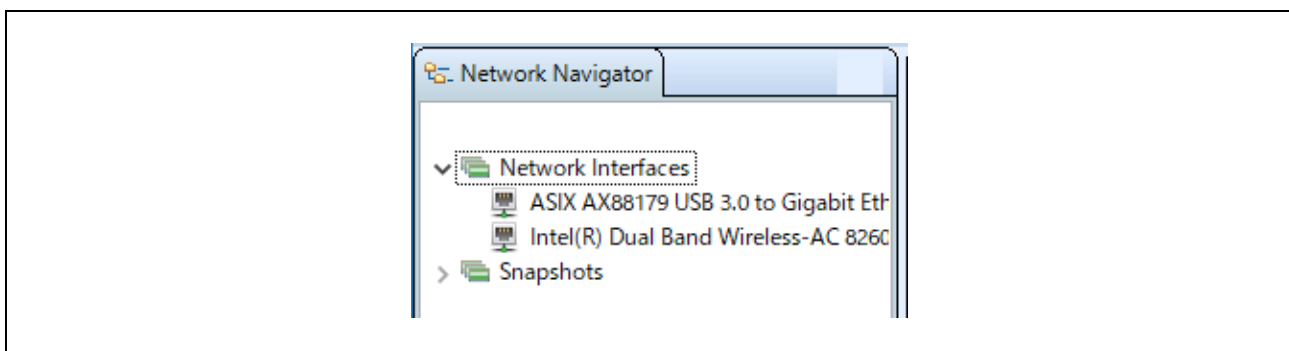 Network Navigator
Network Interfaces
ASIX AX88179 USB 3.0 to Gigabit Eth
Intel(R) Dual Band Wireless-AC 8260
Snapshots